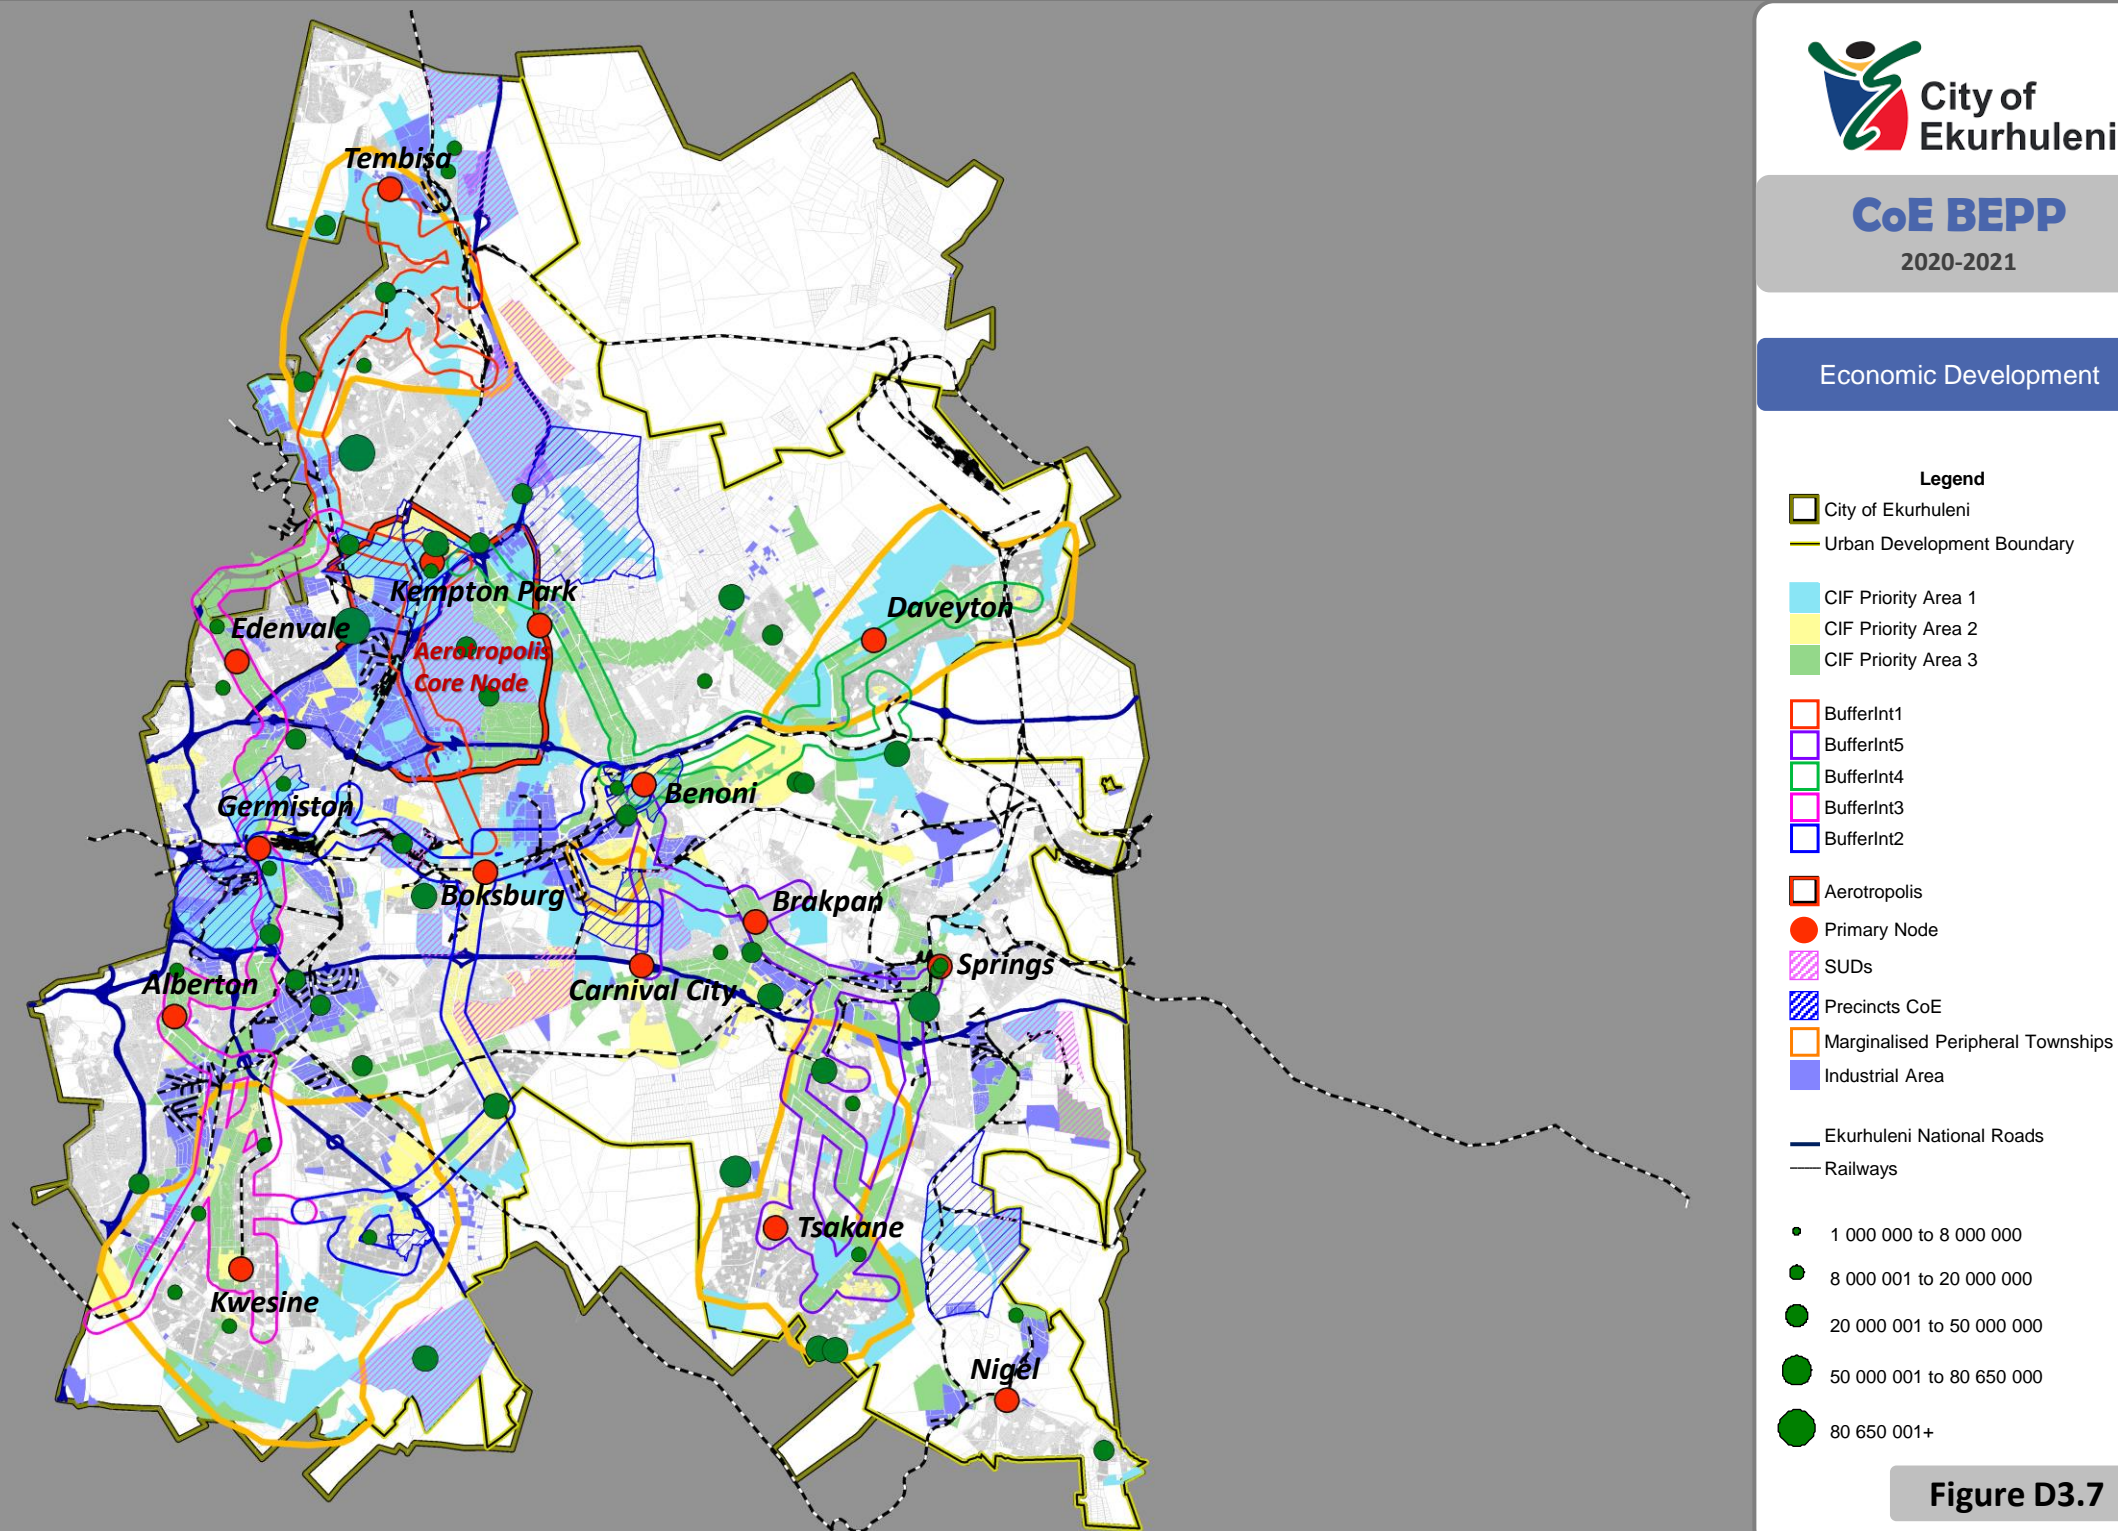 Tembisa
Kempton Park
Edenvale
Aerotropolis
Core Node
Daveyton
Germiston
Benoni
Boksburg
Brakpan
Alberton
Carnival City
Springs
Tsakane
Kwesine
Nigel
City of
Ekurhuleni
CoE BEPP
2020-2021
Economic Development
Legend
City of Ekurhuleni
Urban Development Boundary
CIF Priority Area 1
CIF Priority Area 2
CIF Priority Area 3
BufferInt1
BufferInt5
BufferInt4
BufferInt3
BufferInt2
Aerotropolis
Primary Node
SUDs
Precincts CoE
Marginalised Peripheral Townships
Industrial Area
Ekurhuleni National Roads
Railways
1 000 000 to 8 000 000
8 000 001 to 20 000 000
20 000 001 to 50 000 000
50 000 001 to 80 650 000
80 650 001+
Figure D3.7